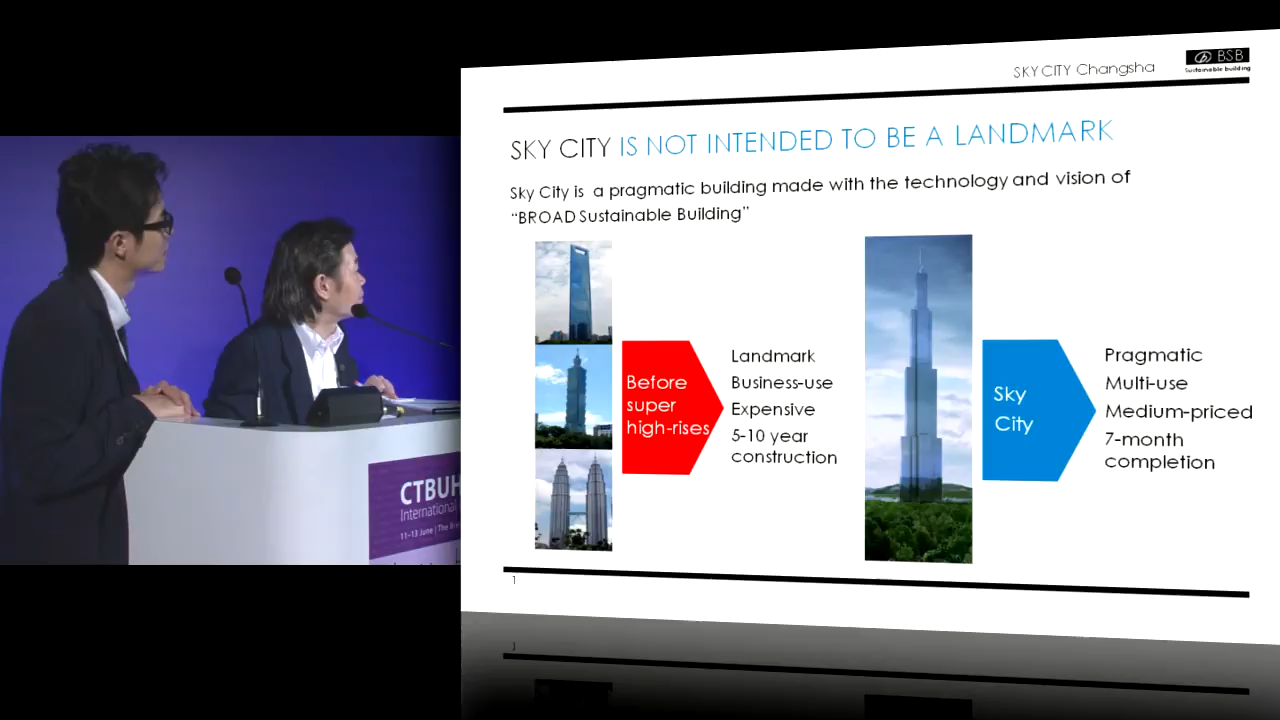 SKY CITY Changsha
BSB
Sustainable building
SKY CITY IS NOT INTENDED TO BE A LANDMARK
Sky City is a pragmatic building made with the technology and vision of
“BROAD Sustainable Building”
Before
super
high-rises
Landmark
Business-use
Expensive
5-10 year
construction
Sky
City
Pragmatic
Multi-use
Medium-priced
7-month
completion
1
CTBUH
International
11-13 June | The
1